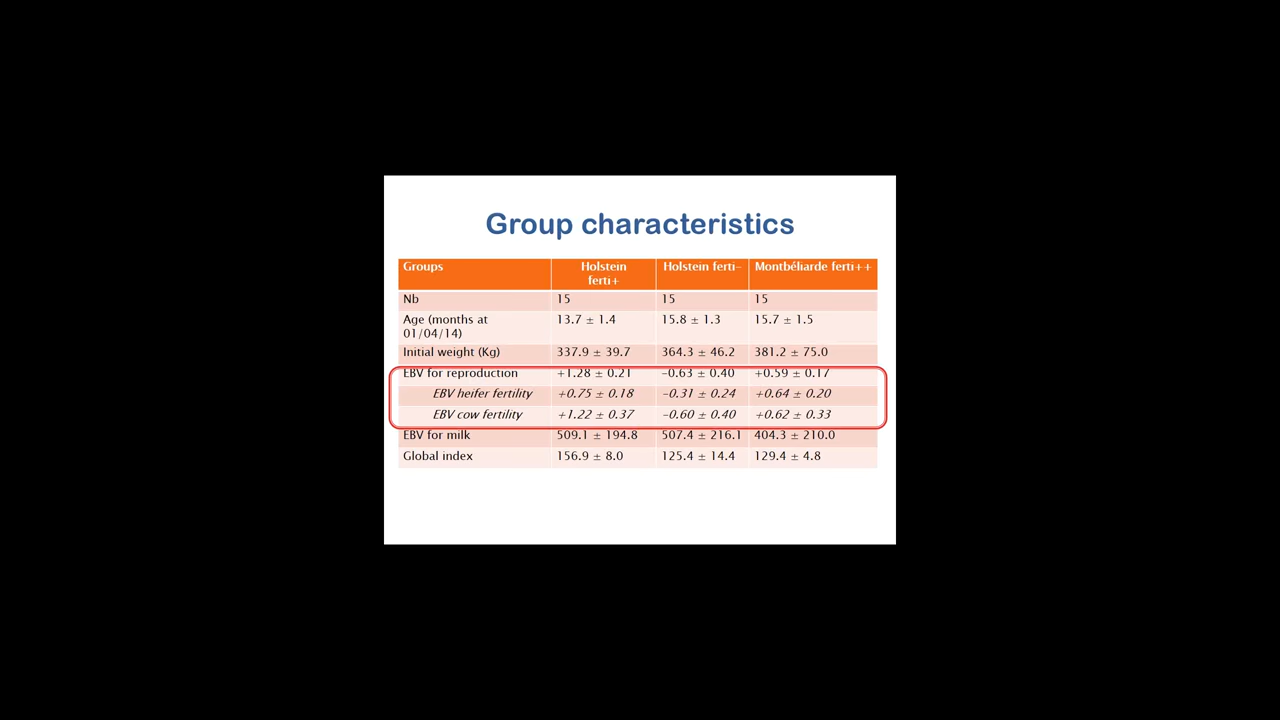 Group characteristics
Groups Holstein ferti+ Holstein ferti- Montbéliarde ferti++
Nb 15 15 15
Age (months at 01/04/14) 13.7 ± 1.4 15.8 ± 1.3 15.7 ± 1.5
Initial weight (Kg) 337.9 ± 39.7 364.3 ± 46.2 381.2 ± 75.0
EBV for reproduction +1.28 ± 0.21 -0.63 ± 0.40 +0.59 ± 0.17
EBV heifer fertility +0.75 ± 0.18 -0.31 ± 0.24 +0.64 ± 0.20
EBV cow fertility +1.22 ± 0.37 -0.60 ± 0.40 +0.62 ± 0.33
EBV for milk 509.1 ± 194.8 507.4 ± 216.1 404.3 ± 210.0
Global index 156.9 ± 8.0 125.4 ± 14.4 129.4 ± 4.8